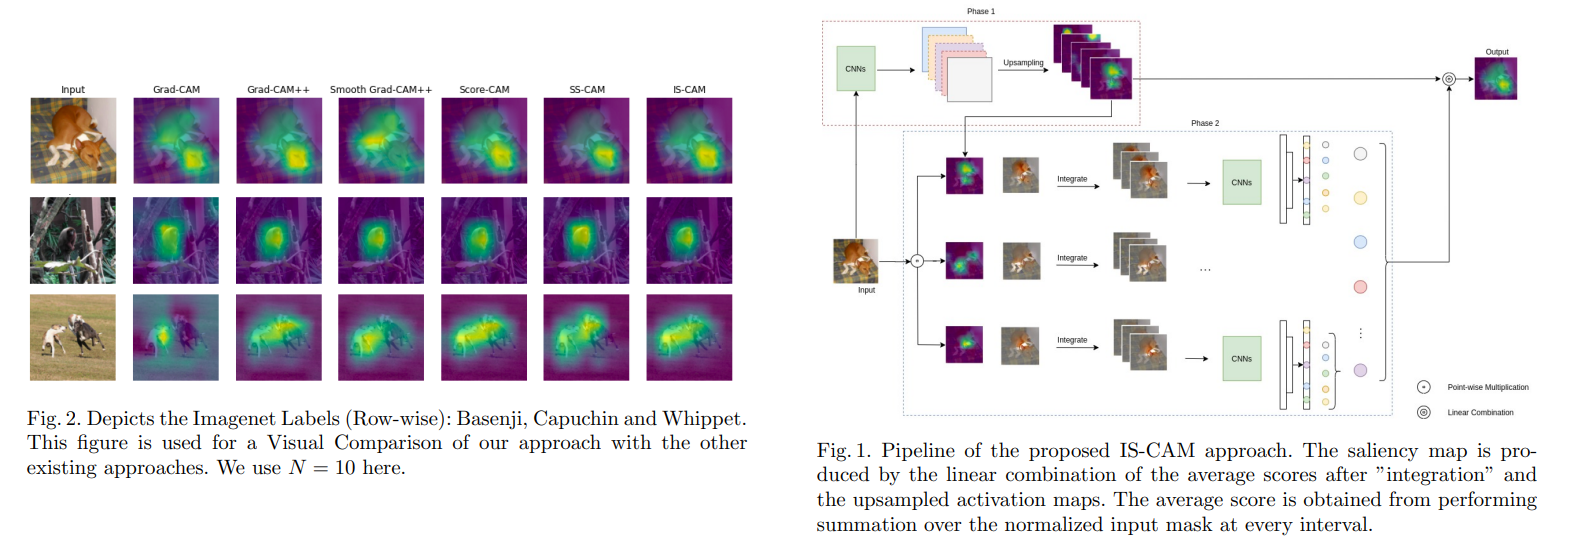 Input Grad-CAM Grad-CAM++ Smooth Grad-CAM++ Score-CAM SS-CAM IS-CAM
Fig. 2. Depicts the Imagenet Labels (Row-wise): Basenji, Capuchin and Whippet.
This figure is used for a Visual Comparison of our approach with the other
existing approaches. We use N = 10 here.
Phase 1
CNNs
Upsampling
Output
Phase 2
Integrate
CNNs
Input
Integrate
...
Integrate
CNNs
Point-wise Multiplication
Linear Combination
Fig. 1. Pipeline of the proposed IS-CAM approach. The saliency map is pro-
duced by the linear combination of the average scores after ”integration” and
the upsampled activation maps. The average score is obtained from performing
summation over the normalized input mask at every interval.